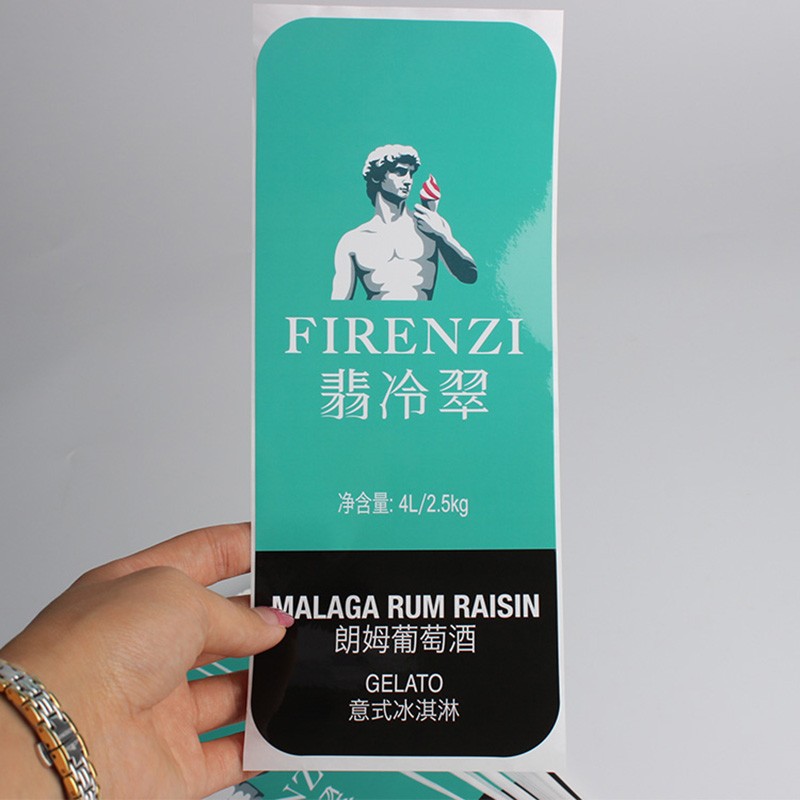 FIRENZI
翡冷翠
净含量: 4L/2.5kg
MALAGA RUM RAISIN
朗姆葡萄酒
GELATO
意式冰淇淋
FIRENZI